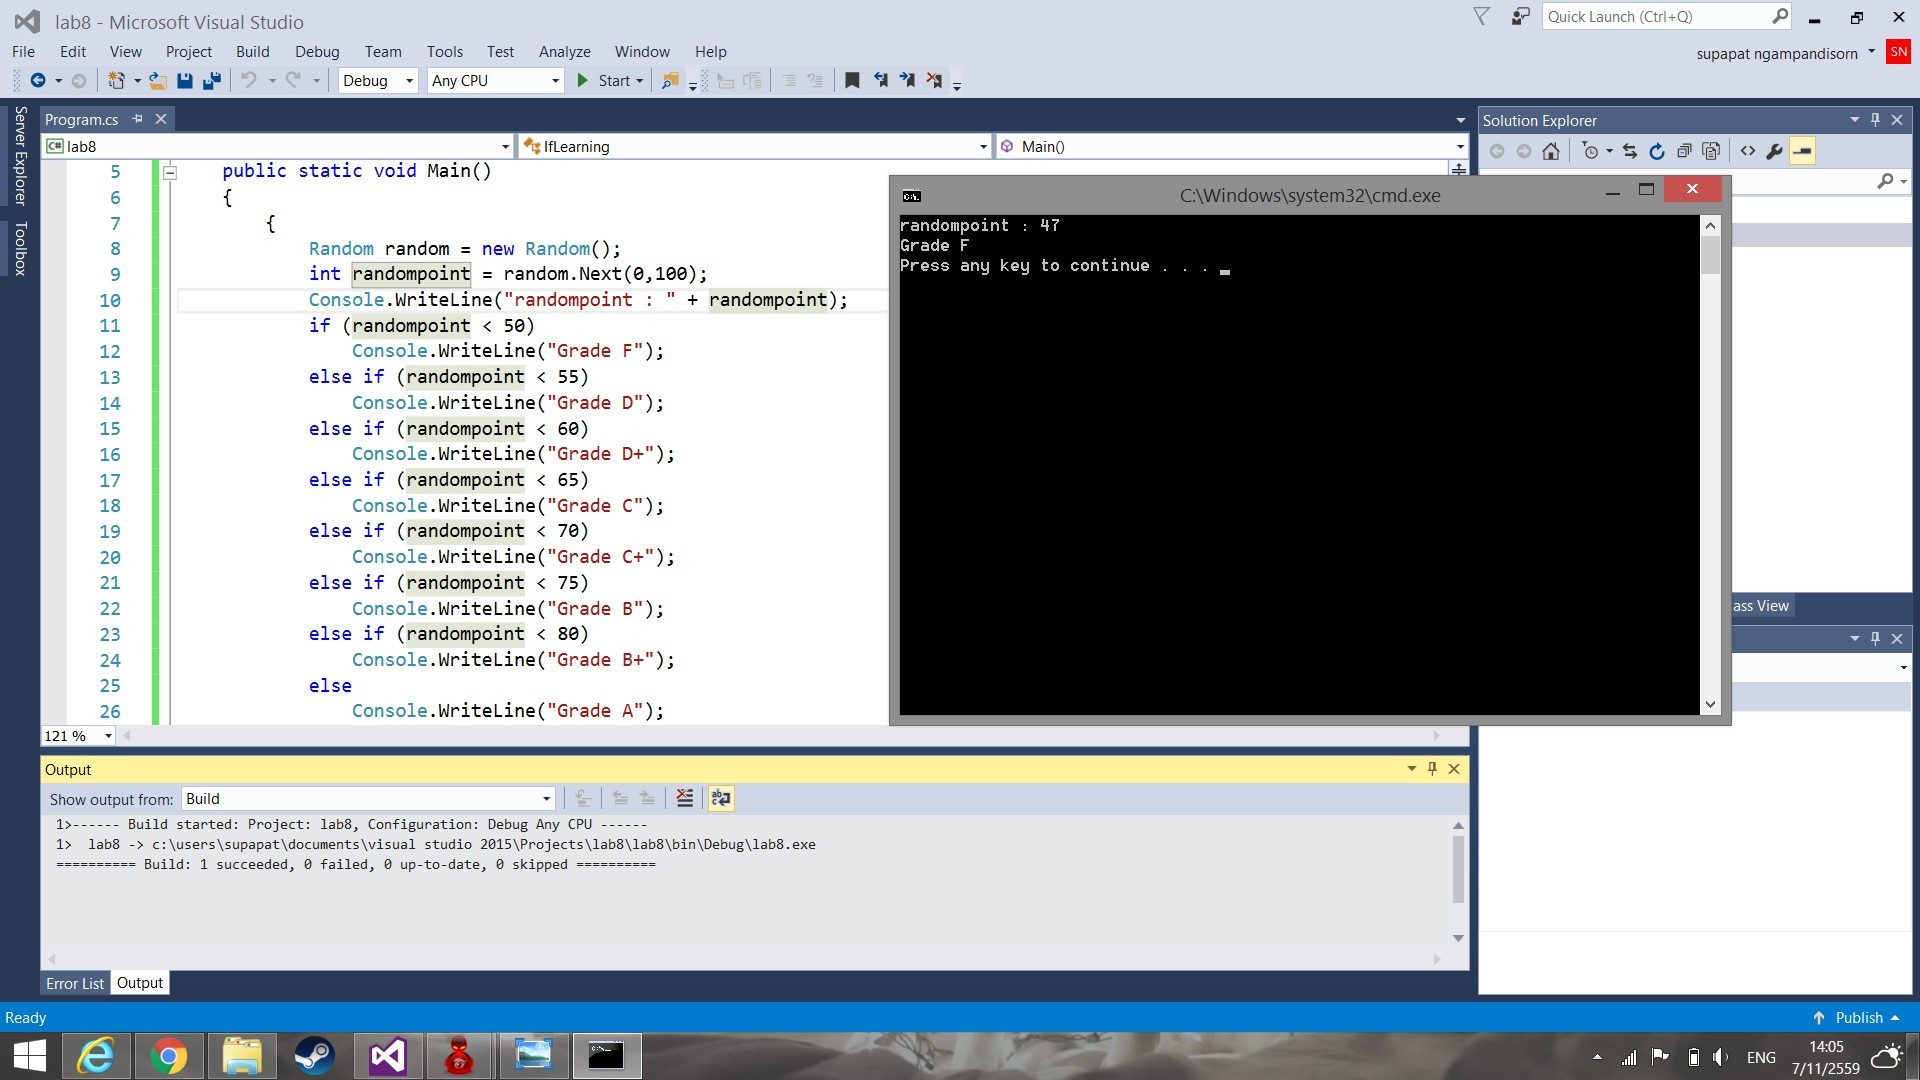 lab8 - Microsoft Visual Studio
Quick Launch (Ctrl+Q)
File Edit View Project Build Debug Team Tools Test Analyze Window Help
supapat ngampandisorn SN
Debug Any CPU Start
Server Explorer
Toolbox
Program.cs
C# lab8 IfLearning Main()
5 public static void Main()
6 {
7 {
8 Random random = new Random();
9 int randompoint = random.Next(0,100);
10 Console.WriteLine("randompoint : " + randompoint);
11 if (randompoint < 50)
12 Console.WriteLine("Grade F");
13 else if (randompoint < 55)
14 Console.WriteLine("Grade D");
15 else if (randompoint < 60)
16 Console.WriteLine("Grade D+");
17 else if (randompoint < 65)
18 Console.WriteLine("Grade C");
19 else if (randompoint < 70)
20 Console.WriteLine("Grade C+");
21 else if (randompoint < 75)
22 Console.WriteLine("Grade B");
23 else if (randompoint < 80)
24 Console.WriteLine("Grade B+");
25 else
26 Console.WriteLine("Grade A");
121 %
C:\Windows\system32\cmd.exe
randompoint : 47
Grade F
Press any key to continue . . .
Solution Explorer
ass View
Output
Show output from: Build
1>------ Build started: Project: lab8, Configuration: Debug Any CPU ------
1>  lab8 -> c:\users\supapat\documents\visual studio 2015\Projects\lab8\lab8\bin\Debug\lab8.exe
========== Build: 1 succeeded, 0 failed, 0 up-to-date, 0 skipped ==========
Error List Output
Ready
Publish
ENG
14:05
7/11/2559